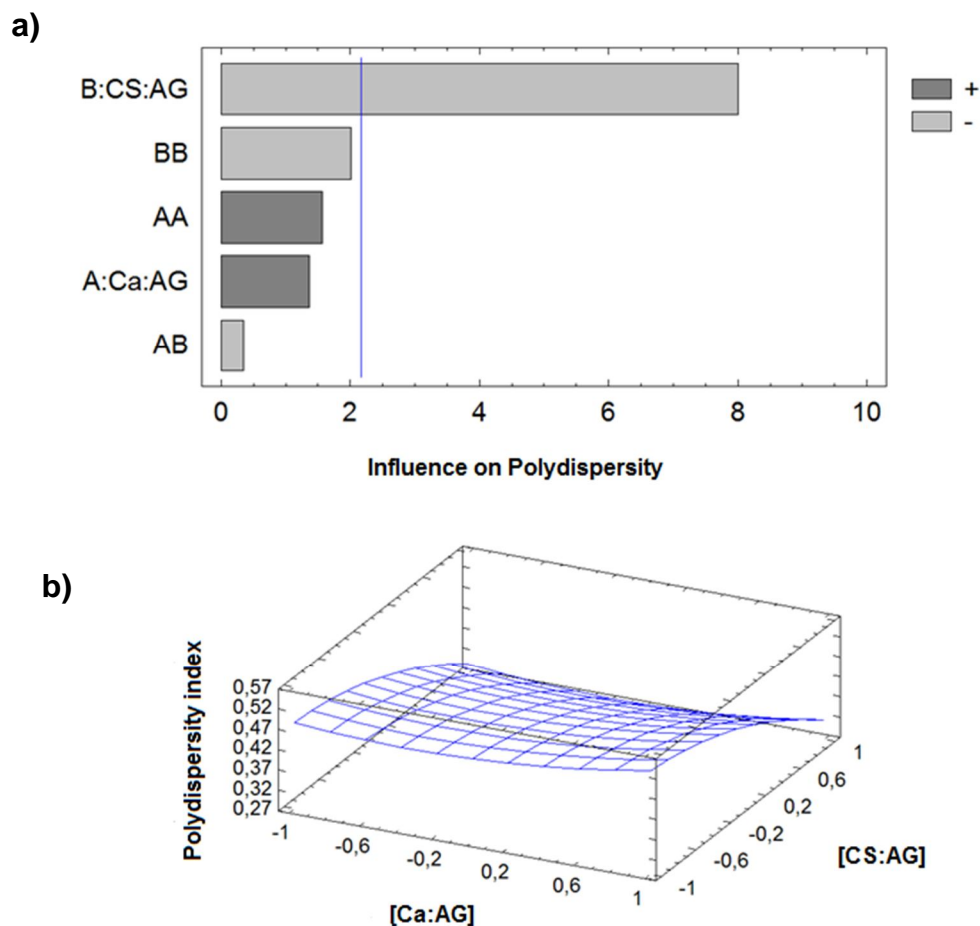 a)
B:CS:AG
BB
AA
A:Ca:AG
AB
+
-
0 2 4 6 8 10
Influence on Polydispersity
b)
Polydispersity index
0,57
0,52
0,47
0,42
0,37
0,32
0,27
-1 -0,6 -0,2 0,2 0,6 1
[Ca:AG]
-1 -0,6 -0,2 0,2 0,6 1
[CS:AG]